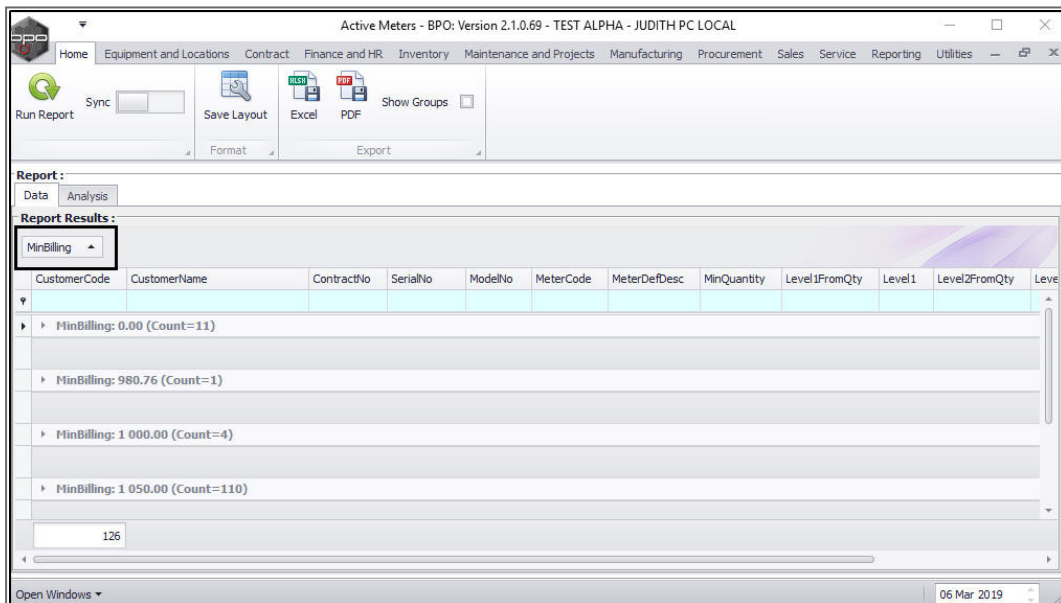 Active Meters - BPO: Version 2.1.0.69 - TEST ALPHA - JUDITH PC LOCAL
bpo
Home Equipment and Locations Contract Finance and HR Inventory Maintenance and Projects Manufacturing Procurement Sales Service Reporting Utilities
Run Report Sync Save Layout XLSX Excel PDF PDF Show Groups
Format Export
Report :
Data Analysis
Report Results :
MinBilling
CustomerCode CustomerName ContractNo SerialNo ModelNo MeterCode MeterDefDesc MinQuantity Level1FromQty Level1 Level2FromQty Leve
MinBilling: 0.00 (Count=11)
MinBilling: 980.76 (Count=1)
MinBilling: 1 000.00 (Count=4)
MinBilling: 1 050.00 (Count=110)
126
Open Windows 06 Mar 2019